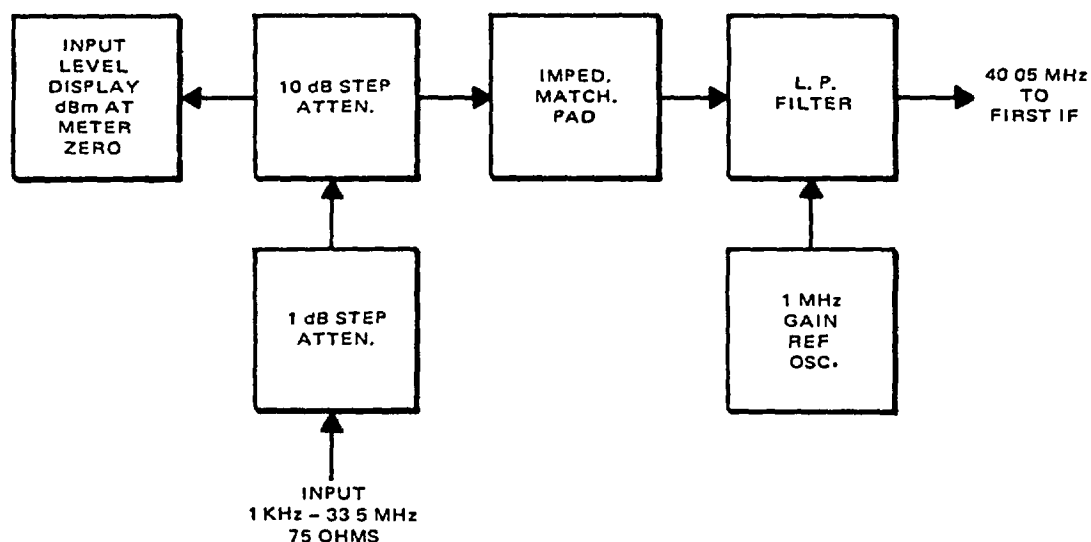 INPUT
LEVEL
DISPLAY
dBm AT
METER
ZERO
10 dB STEP
ATTEN.
IMPED.
MATCH.
PAD
L. P.
FILTER
40 05 MHz
TO
FIRST IF
1 dB STEP
ATTEN.
1 MHz
GAIN
REF
OSC.
INPUT
1 KHz – 33 5 MHz
75 OHMS